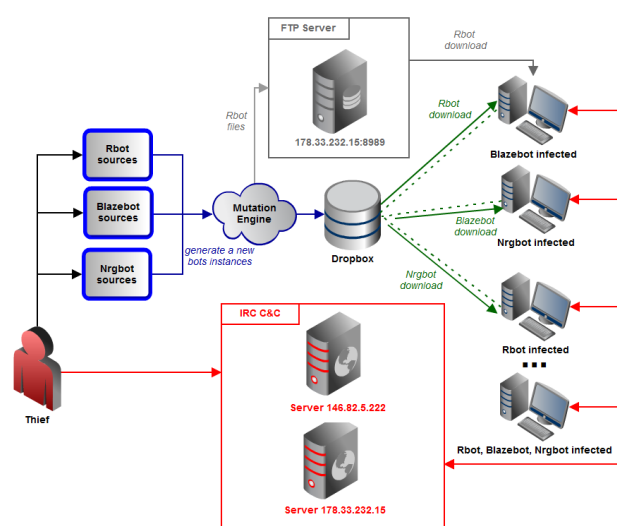 FTP Server
178.33.232.15:8989
Rbot
download
Rbot
files
Rbot
download
Blazebot infected
Rbot
sources
Blazebot
sources
Nrgbot
sources
Mutation
Engine
generate a new
bots instances
Dropbox
Blazebot
download
Nrgbot infected
Nrgbot
download
Rbot infected
IRC C&C
Server 146.82.5.222
Server 178.33.232.15
Thief
Rbot, Blazebot, Nrgbot infected